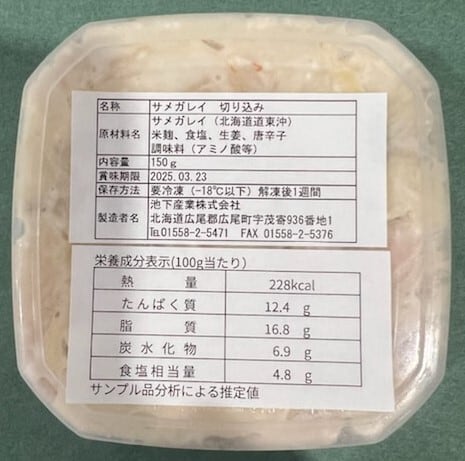 名称 サメガレイ 切り込み
原材料名 サメガレイ（北海道道東沖）
米麹、食塩、生姜、唐辛子
調味料（アミノ酸等）
内容量 150ｇ
賞味期限 2025.03.23
保存方法 要冷凍（-18℃以下）解凍後1週間
製造者名 池下産業株式会社
北海道広尾郡広尾町字茂寄936番地1
Tel01558-2-5471 FAX 01558-2-5376
栄養成分表示(100g当たり)
熱量 228kcal
たんぱく質 12.4 g
脂質 16.8 g
炭水化物 6.9 g
食塩相当量 4.8 g
サンプル品分析による推定値